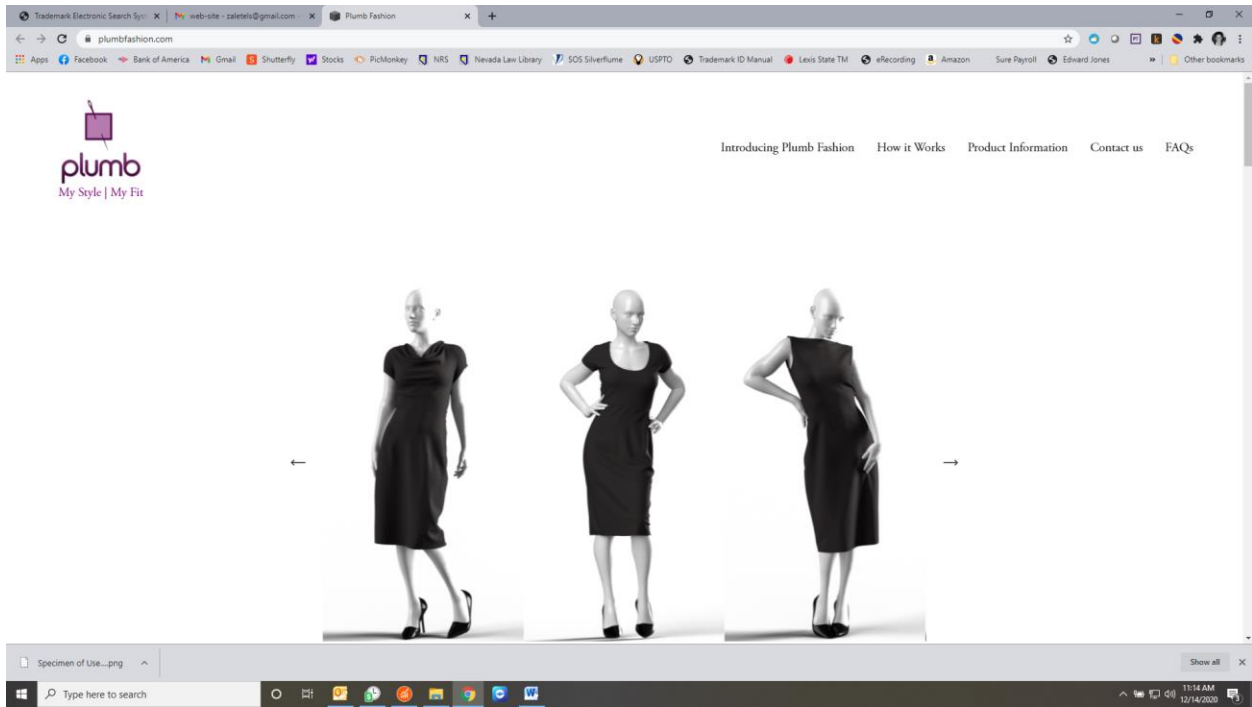 Trademark Electronic Search Sys
web-site - zaletels@gmail.com -
Plumb Fashion
plumbfashion.com
Apps Facebook Bank of America Gmail Shutterfly Stocks PicMonkey NRS Nevada Law Library SOS Silverflume USPTO Trademark ID Manual Lexis State TM eRecording Amazon Sure Payroll Edward Jones » Other bookmarks
plumb
My Style | My Fit
Introducing Plumb Fashion How it Works Product Information Contact us FAQs
← →
Specimen of Use....png
Show all
Type here to search
11:14 AM
12/14/2020